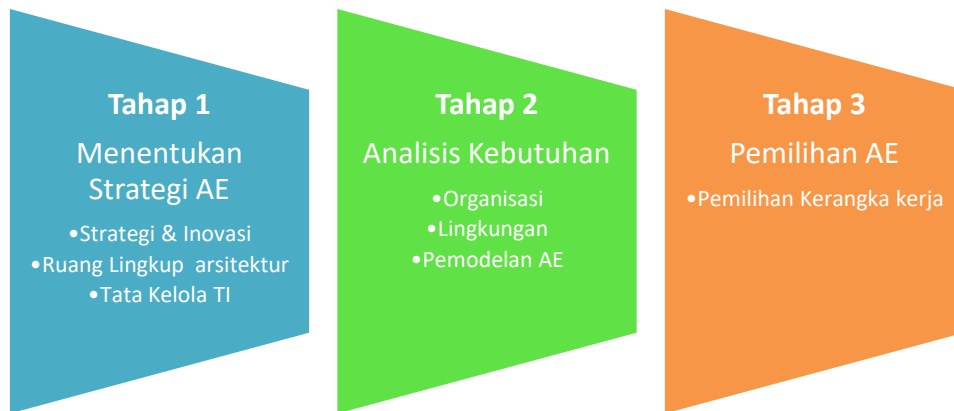 Tahap 1
Menentukan
Strategi AE
•Strategi & Inovasi
•Ruang Lingkup arsitektur
•Tata Kelola TI
Tahap 2
Analisis Kebutuhan
•Organisasi
•Lingkungan
•Pemodelan AE
Tahap 3
Pemilihan AE
•Pemilihan Kerangka kerja